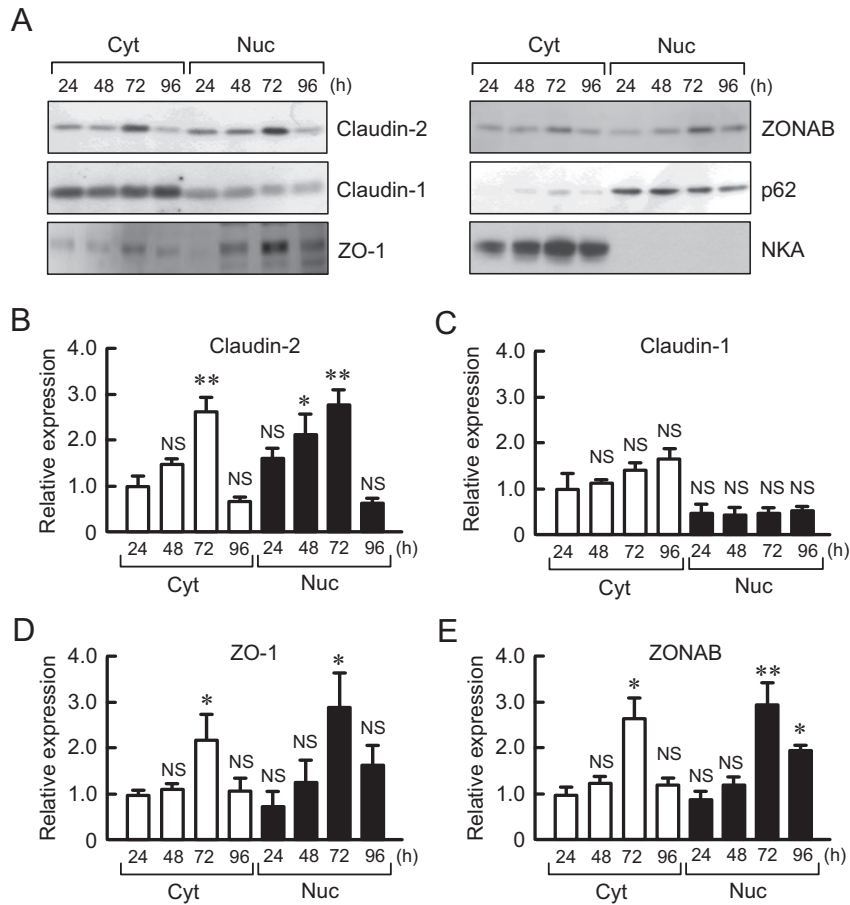 A
Cyt Nuc
24 48 72 96 24 48 72 96 (h)
Claudin-2
Claudin-1
ZO-1
Cyt Nuc
24 48 72 96 24 48 72 96 (h)
ZONAB
p62
NKA
B
Claudin-2
Relative expression
4.0
3.0
2.0
1.0
0
NS ** NS NS * ** NS
24 48 72 96 24 48 72 96 (h)
Cyt Nuc
C
Claudin-1
Relative expression
4.0
3.0
2.0
1.0
0
NS NS NS NS NS NS NS
24 48 72 96 24 48 72 96 (h)
Cyt Nuc
D
ZO-1
Relative expression
4.0
3.0
2.0
1.0
0
NS * NS NS NS * NS
24 48 72 96 24 48 72 96 (h)
Cyt Nuc
E
ZONAB
Relative expression
4.0
3.0
2.0
1.0
0
NS * NS NS NS ** *
24 48 72 96 24 48 72 96 (h)
Cyt Nuc